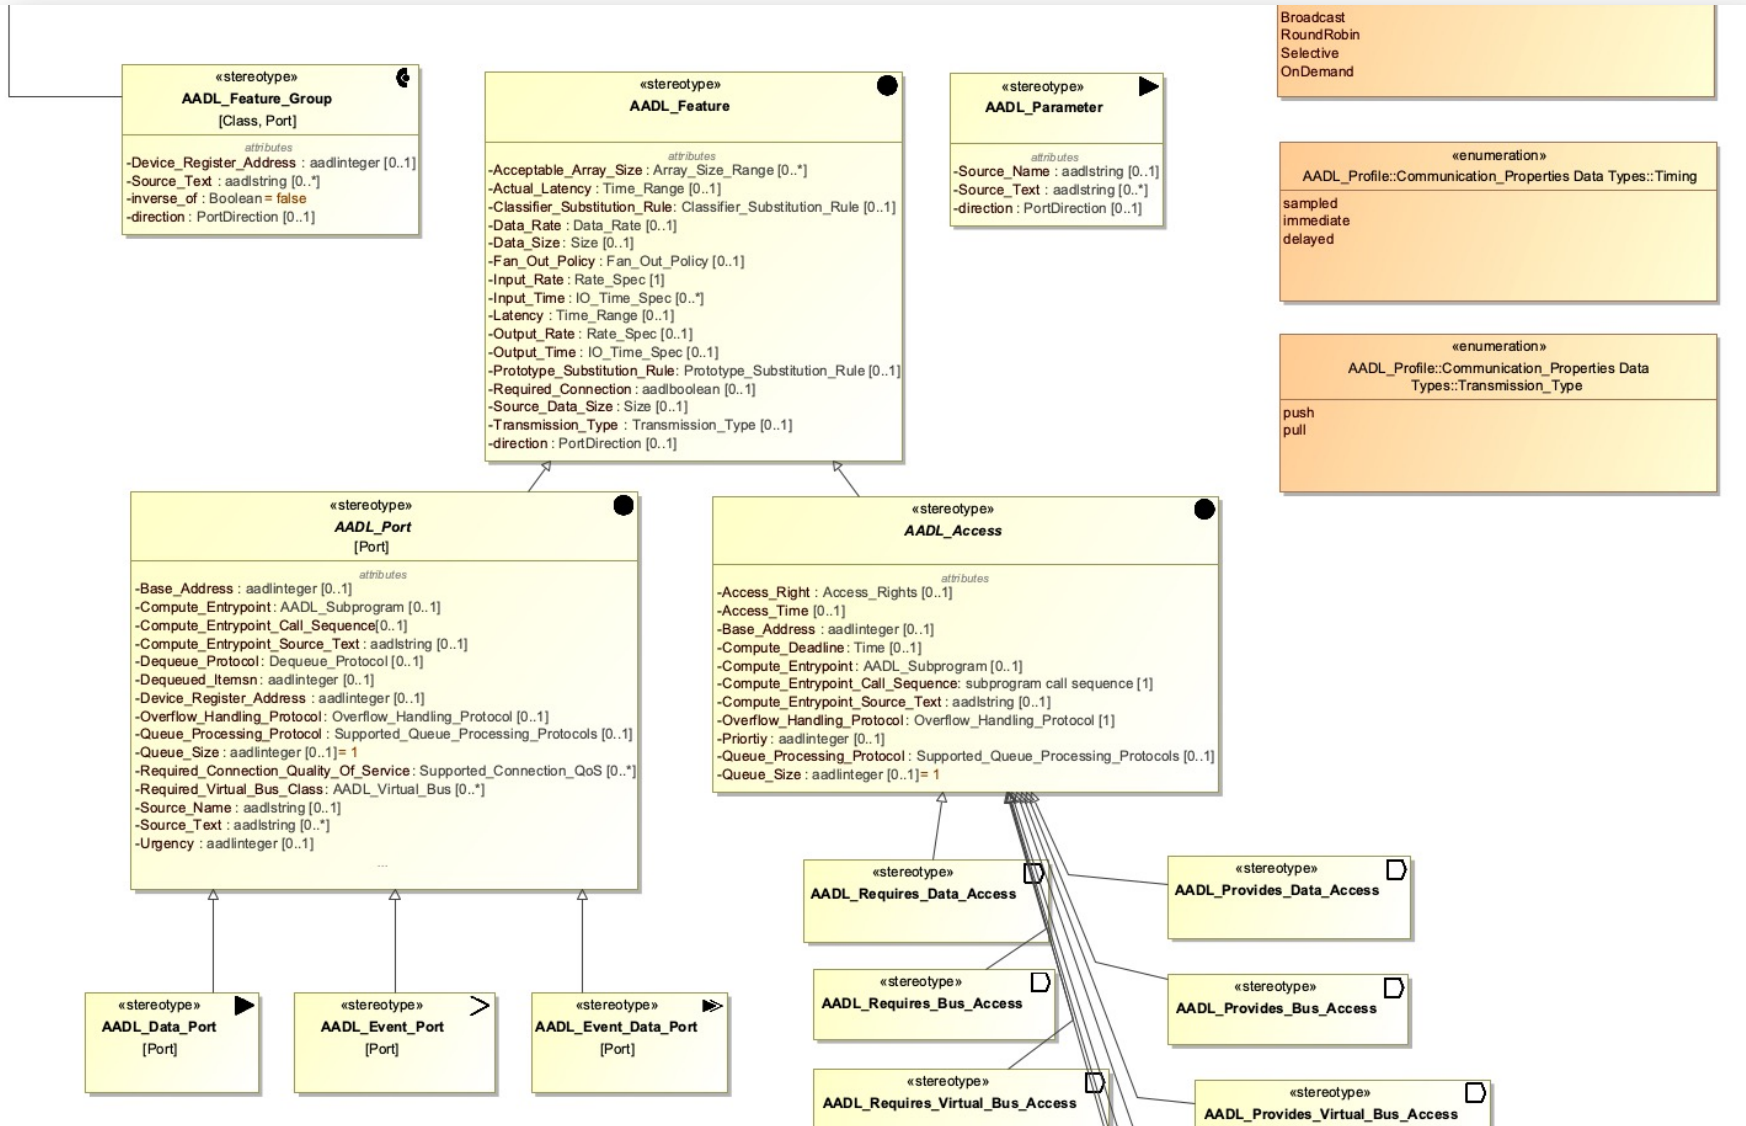 «stereotype»
AADL_Feature_Group
[Class, Port]
attributes
-Device_Register_Address : aadlinteger [0..1]
-Source_Text : aadlstring [0..*]
-inverse_of : Boolean = false
-direction : PortDirection [0..1]
«stereotype»
AADL_Feature
attributes
-Acceptable_Array_Size : Array_Size_Range [0..*]
-Actual_Latency : Time_Range [0..1]
-Classifier_Substitution_Rule : Classifier_Substitution_Rule [0..1]
-Data_Rate : Data_Rate [0..1]
-Data_Size : Size [0..1]
-Fan_Out_Policy : Fan_Out_Policy [0..1]
-Input_Rate : Rate_Spec [1]
-Input_Time : IO_Time_Spec [0..*]
-Latency : Time_Range [0..1]
-Output_Rate : Rate_Spec [0..1]
-Output_Time : IO_Time_Spec [0..1]
-Prototype_Substitution_Rule : Prototype_Substitution_Rule [0..1]
-Required_Connection : aadlboolean [0..1]
-Source_Data_Size : Size [0..1]
-Transmission_Type : Transmission_Type [0..1]
-direction : PortDirection [0..1]
«stereotype»
AADL_Parameter
attributes
-Source_Name : aadlstring [0..1]
-Source_Text : aadlstring [0..*]
-direction : PortDirection [0..1]
Broadcast
RoundRobin
Selective
OnDemand
«enumeration»
AADL_Profile::Communication_Properties Data Types::Timing
sampled
immediate
delayed
«enumeration»
AADL_Profile::Communication_Properties Data
Types::Transmission_Type
push
pull
«stereotype»
AADL_Port
[Port]
attributes
-Base_Address : aadlinteger [0..1]
-Compute_Entrypoint : AADL_Subprogram [0..1]
-Compute_Entrypoint_Call_Sequence[0..1]
-Compute_Entrypoint_Source_Text : aadlstring [0..1]
-Dequeue_Protocol : Dequeue_Protocol [0..1]
-Dequeued_Itemsn : aadlinteger [0..1]
-Device_Register_Address : aadlinteger [0..1]
-Overflow_Handling_Protocol : Overflow_Handling_Protocol [0..1]
-Queue_Processing_Protocol : Supported_Queue_Processing_Protocols [0..1]
-Queue_Size : aadlinteger [0..1] = 1
-Required_Connection_Quality_Of_Service : Supported_Connection_QoS [0..*]
-Required_Virtual_Bus_Class : AADL_Virtual_Bus [0..*]
-Source_Name : aadlstring [0..1]
-Source_Text : aadlstring [0..*]
-Urgency : aadlinteger [0..1]
...
«stereotype»
AADL_Access
attributes
-Access_Right : Access_Rights [0..1]
-Access_Time [0..1]
-Base_Address : aadlinteger [0..1]
-Compute_Deadline : Time [0..1]
-Compute_Entrypoint : AADL_Subprogram [0..1]
-Compute_Entrypoint_Call_Sequence : subprogram call sequence [1]
-Compute_Entrypoint_Source_Text : aadlstring [0..1]
-Overflow_Handling_Protocol : Overflow_Handling_Protocol [1]
-Priortiy : aadlinteger [0..1]
-Queue_Processing_Protocol : Supported_Queue_Processing_Protocols [0..1]
-Queue_Size : aadlinteger [0..1] = 1
«stereotype»
AADL_Requires_Data_Access
«stereotype»
AADL_Provides_Data_Access
«stereotype»
AADL_Requires_Bus_Access
«stereotype»
AADL_Provides_Bus_Access
«stereotype»
AADL_Data_Port
[Port]
«stereotype»
AADL_Event_Port
[Port]
«stereotype»
AADL_Event_Data_Port
[Port]
«stereotype»
AADL_Requires_Virtual_Bus_Access
«stereotype»
AADL_Provides_Virtual_Bus_Access